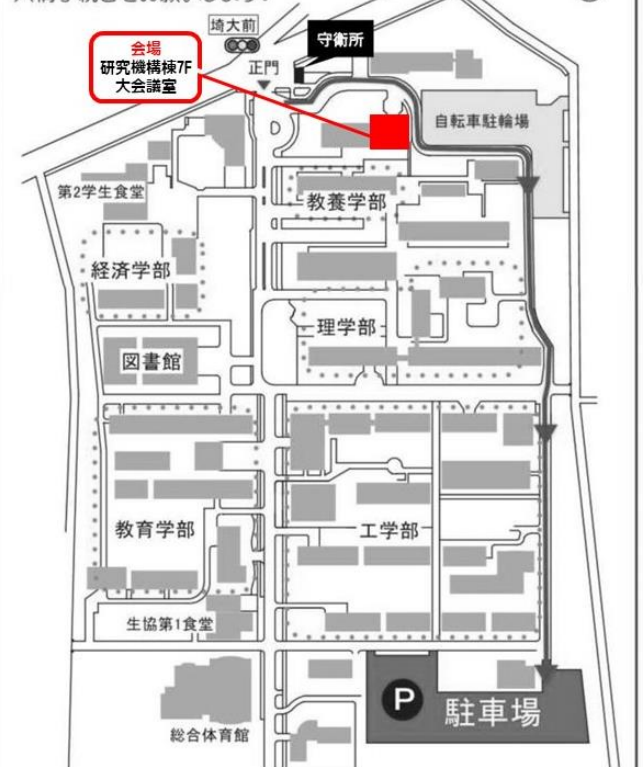 埼大前
守衛所
会場
研究機構棟7F
大会議室
正門
自転車駐輪場
第2学生食堂
教養学部
経済学部
理学部
図書館
教育学部
工学部
生協第1食堂
P
駐車場
総合体育館